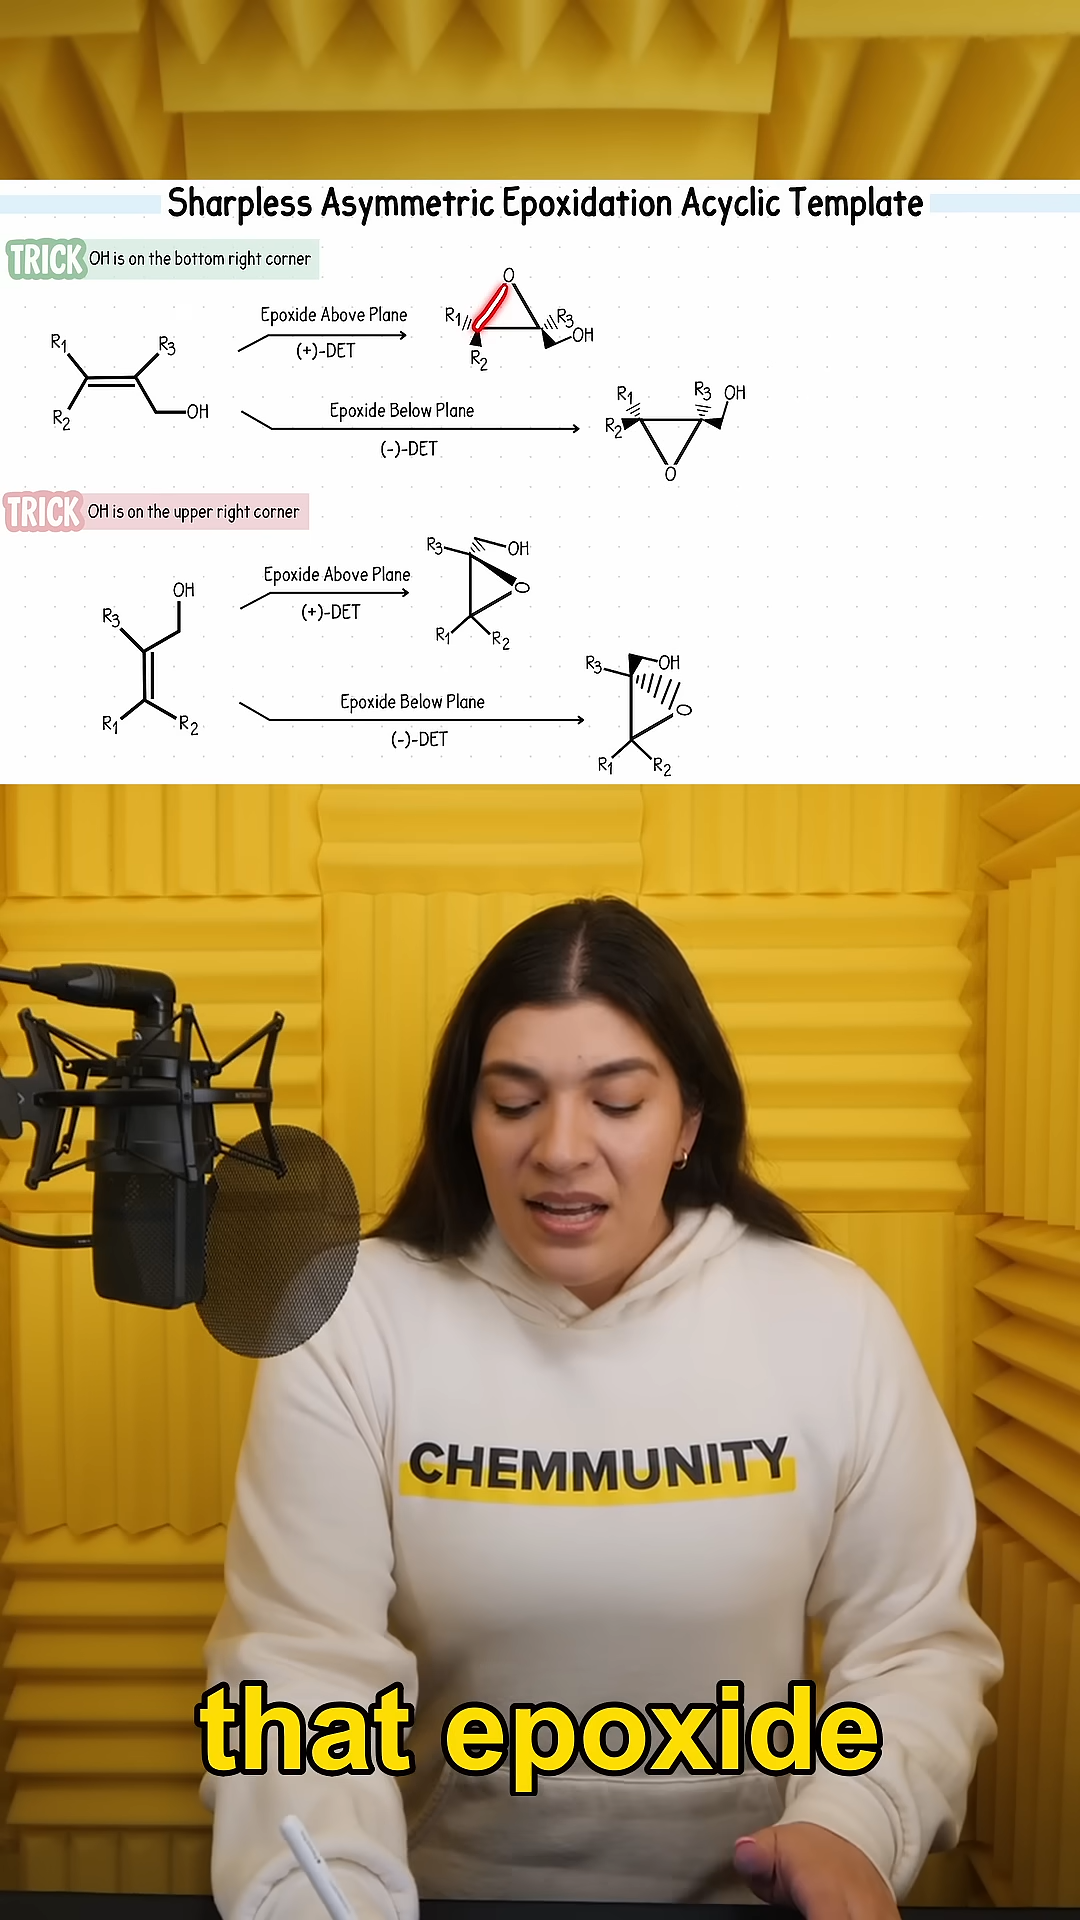 Sharpless Asymmetric Epoxidation Acyclic Template
TRICK OH is on the bottom right corner
Epoxide Above Plane
(+)-DET
R1
R3
R2
OH
O
R1
R3
OH
R2
Epoxide Below Plane
(-)-DET
R1
R3
OH
R2
O
TRICK OH is on the upper right corner
OH
R3
R1
R2
Epoxide Above Plane
(+)-DET
R3
OH
O
R1
R2
Epoxide Below Plane
(-)-DET
R3
OH
O
R1
R2
CHEMMUNITY
that epoxide